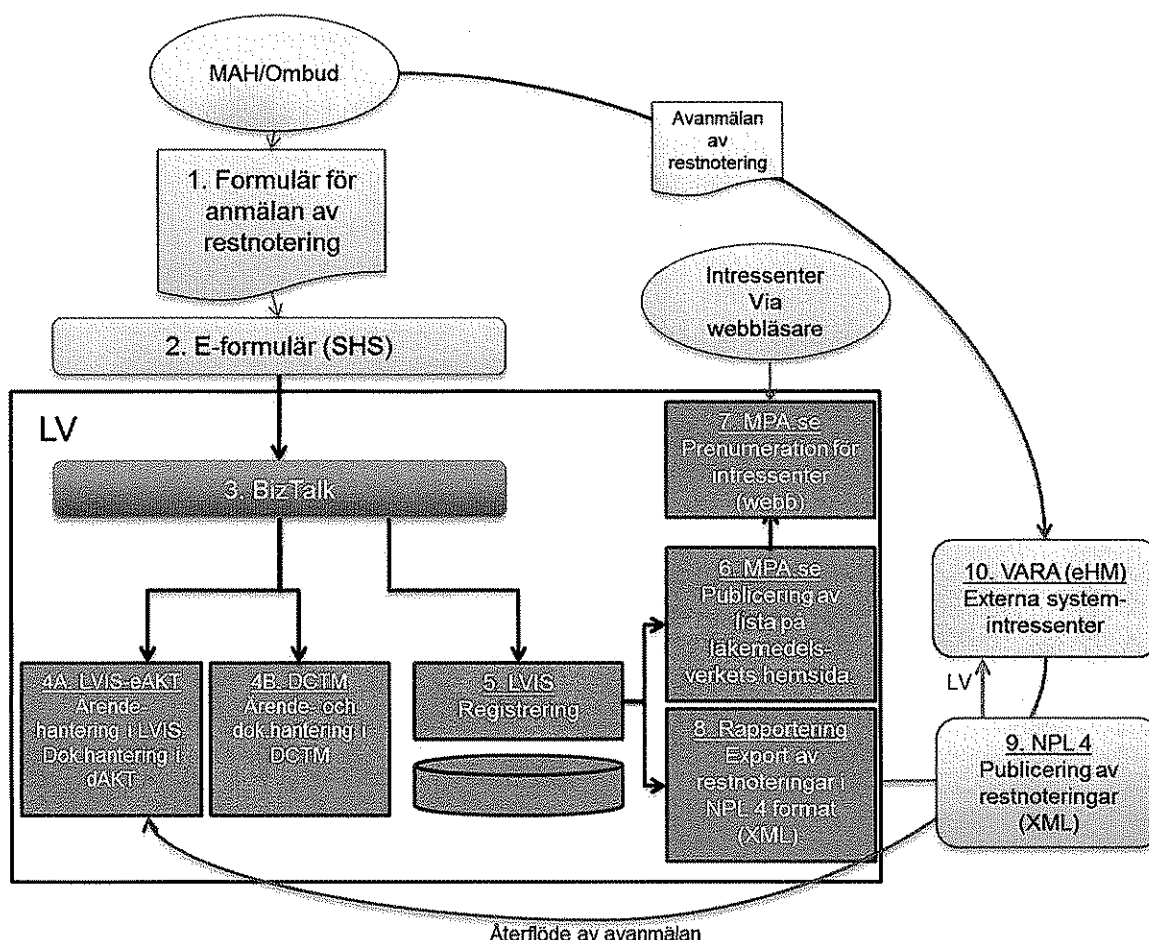 MAH/Ombud
Avanmälan
av
restnotering
1. Formulär för
anmälan av
restnotering
Intressenter
Via
webbläsare
2. E-formulär (SHS)
LV
7. MPA.se
Prenumeration för
intressenter
(webb)
3. BizTalk
6. MPA.se
Publicering av
lista på
läkemedels-
verkets hemsida.
10. VARA (eHM)
Externa system-
intressenter
4A. LVIS-eAKT
Ärende-
hantering i LVIS
Dok hantering i
dAKT
4B. DCTM
Ärende- och
dok hantering i
DCTM
5. LVIS
Registrering
LV
8. Rapportering
Export av
restnoteringar i
NPL 4 format
(XML)
9. NPL 4
Publicering av
restnoteringar
(XML)
Återflöde av avanmälan